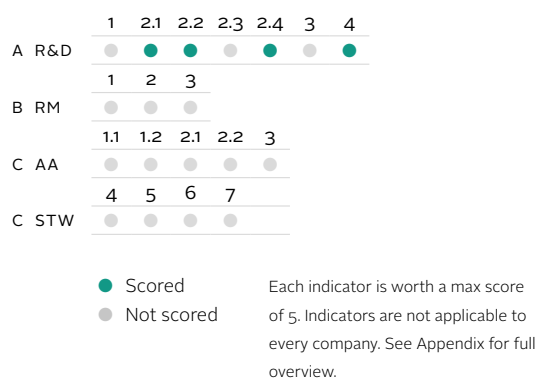 1 2.1 2.2 2.3 2.4 3 4
A R&D
1 2 3
B RM
1.1 1.2 2.1 2.2 3
C AA
4 5 6 7
C STW
Scored
Not scored
Each indicator is worth a max score
of 5. Indicators are not applicable to
every company. See Appendix for full
overview.